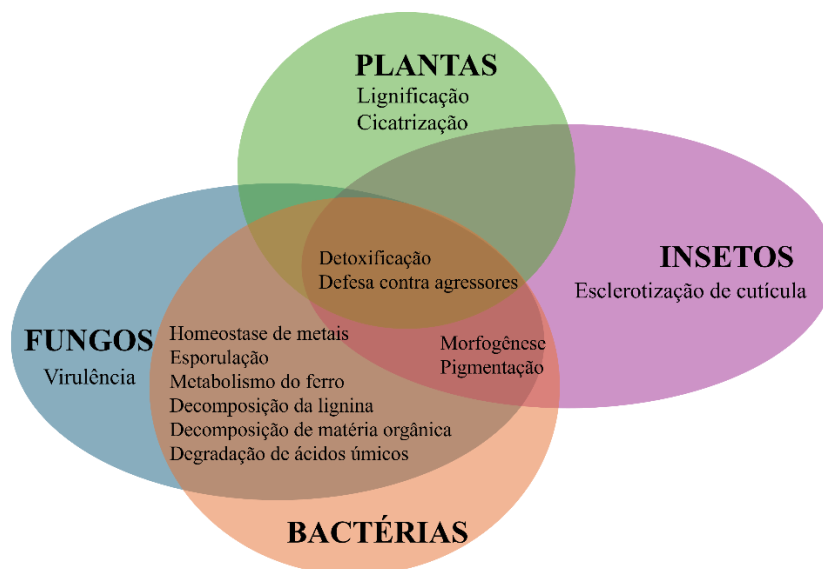 PLANTAS
Lignificação
Cicatrização
INSETOS
Esclerotização de cutícula
Detoxificação
Defesa contra agressores
FUNGOS
Virulência
Homeostase de metais
Esporulação
Metabolismo do ferro
Decomposição da lignina
Decomposição de matéria orgânica
Degradação de ácidos úmicos
Morfogênese
Pigmentação
BACTÉRIAS